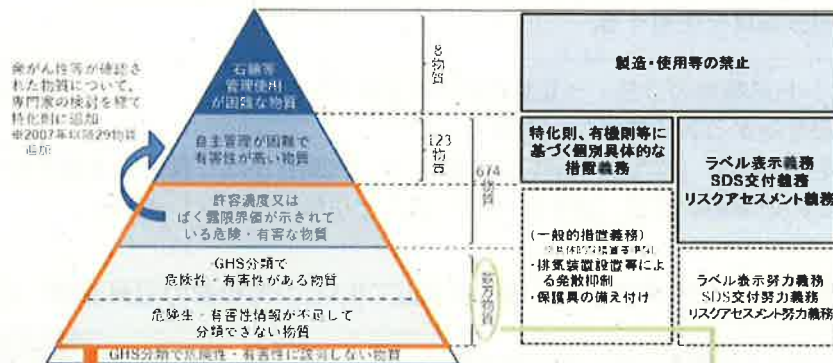 発がん性等が確認さ
れた物質について、
専門家の検討を経て
特化則に追加
※2007年以降29物質
追加
石綿等
管理使用
が困難な物質
自主管理が困難で
有害性が高い物質
許容濃度又は
ばく露限界値が示されて
いる危険・有害な物質
GHS分類で
危険性・有害性がある物質
危険生・有害性情報が不足して
分類できない物質
GHS分類で危険性・有害性に該当しない物質
8
物質
123
物質
674
物質
数万物質
製造・使用等の禁止
特化則、有機則等に
基づく個別具体的な
措置義務
ラベル表示義務
SDS交付義務
リスクアセスメント義務
(一般的措置義務)
・排気装置設置等によ
る発散抑制
・保護具の備え付け
ラベル表示努力義務
SDS交付努力義務
リスクアセスメント努力義務